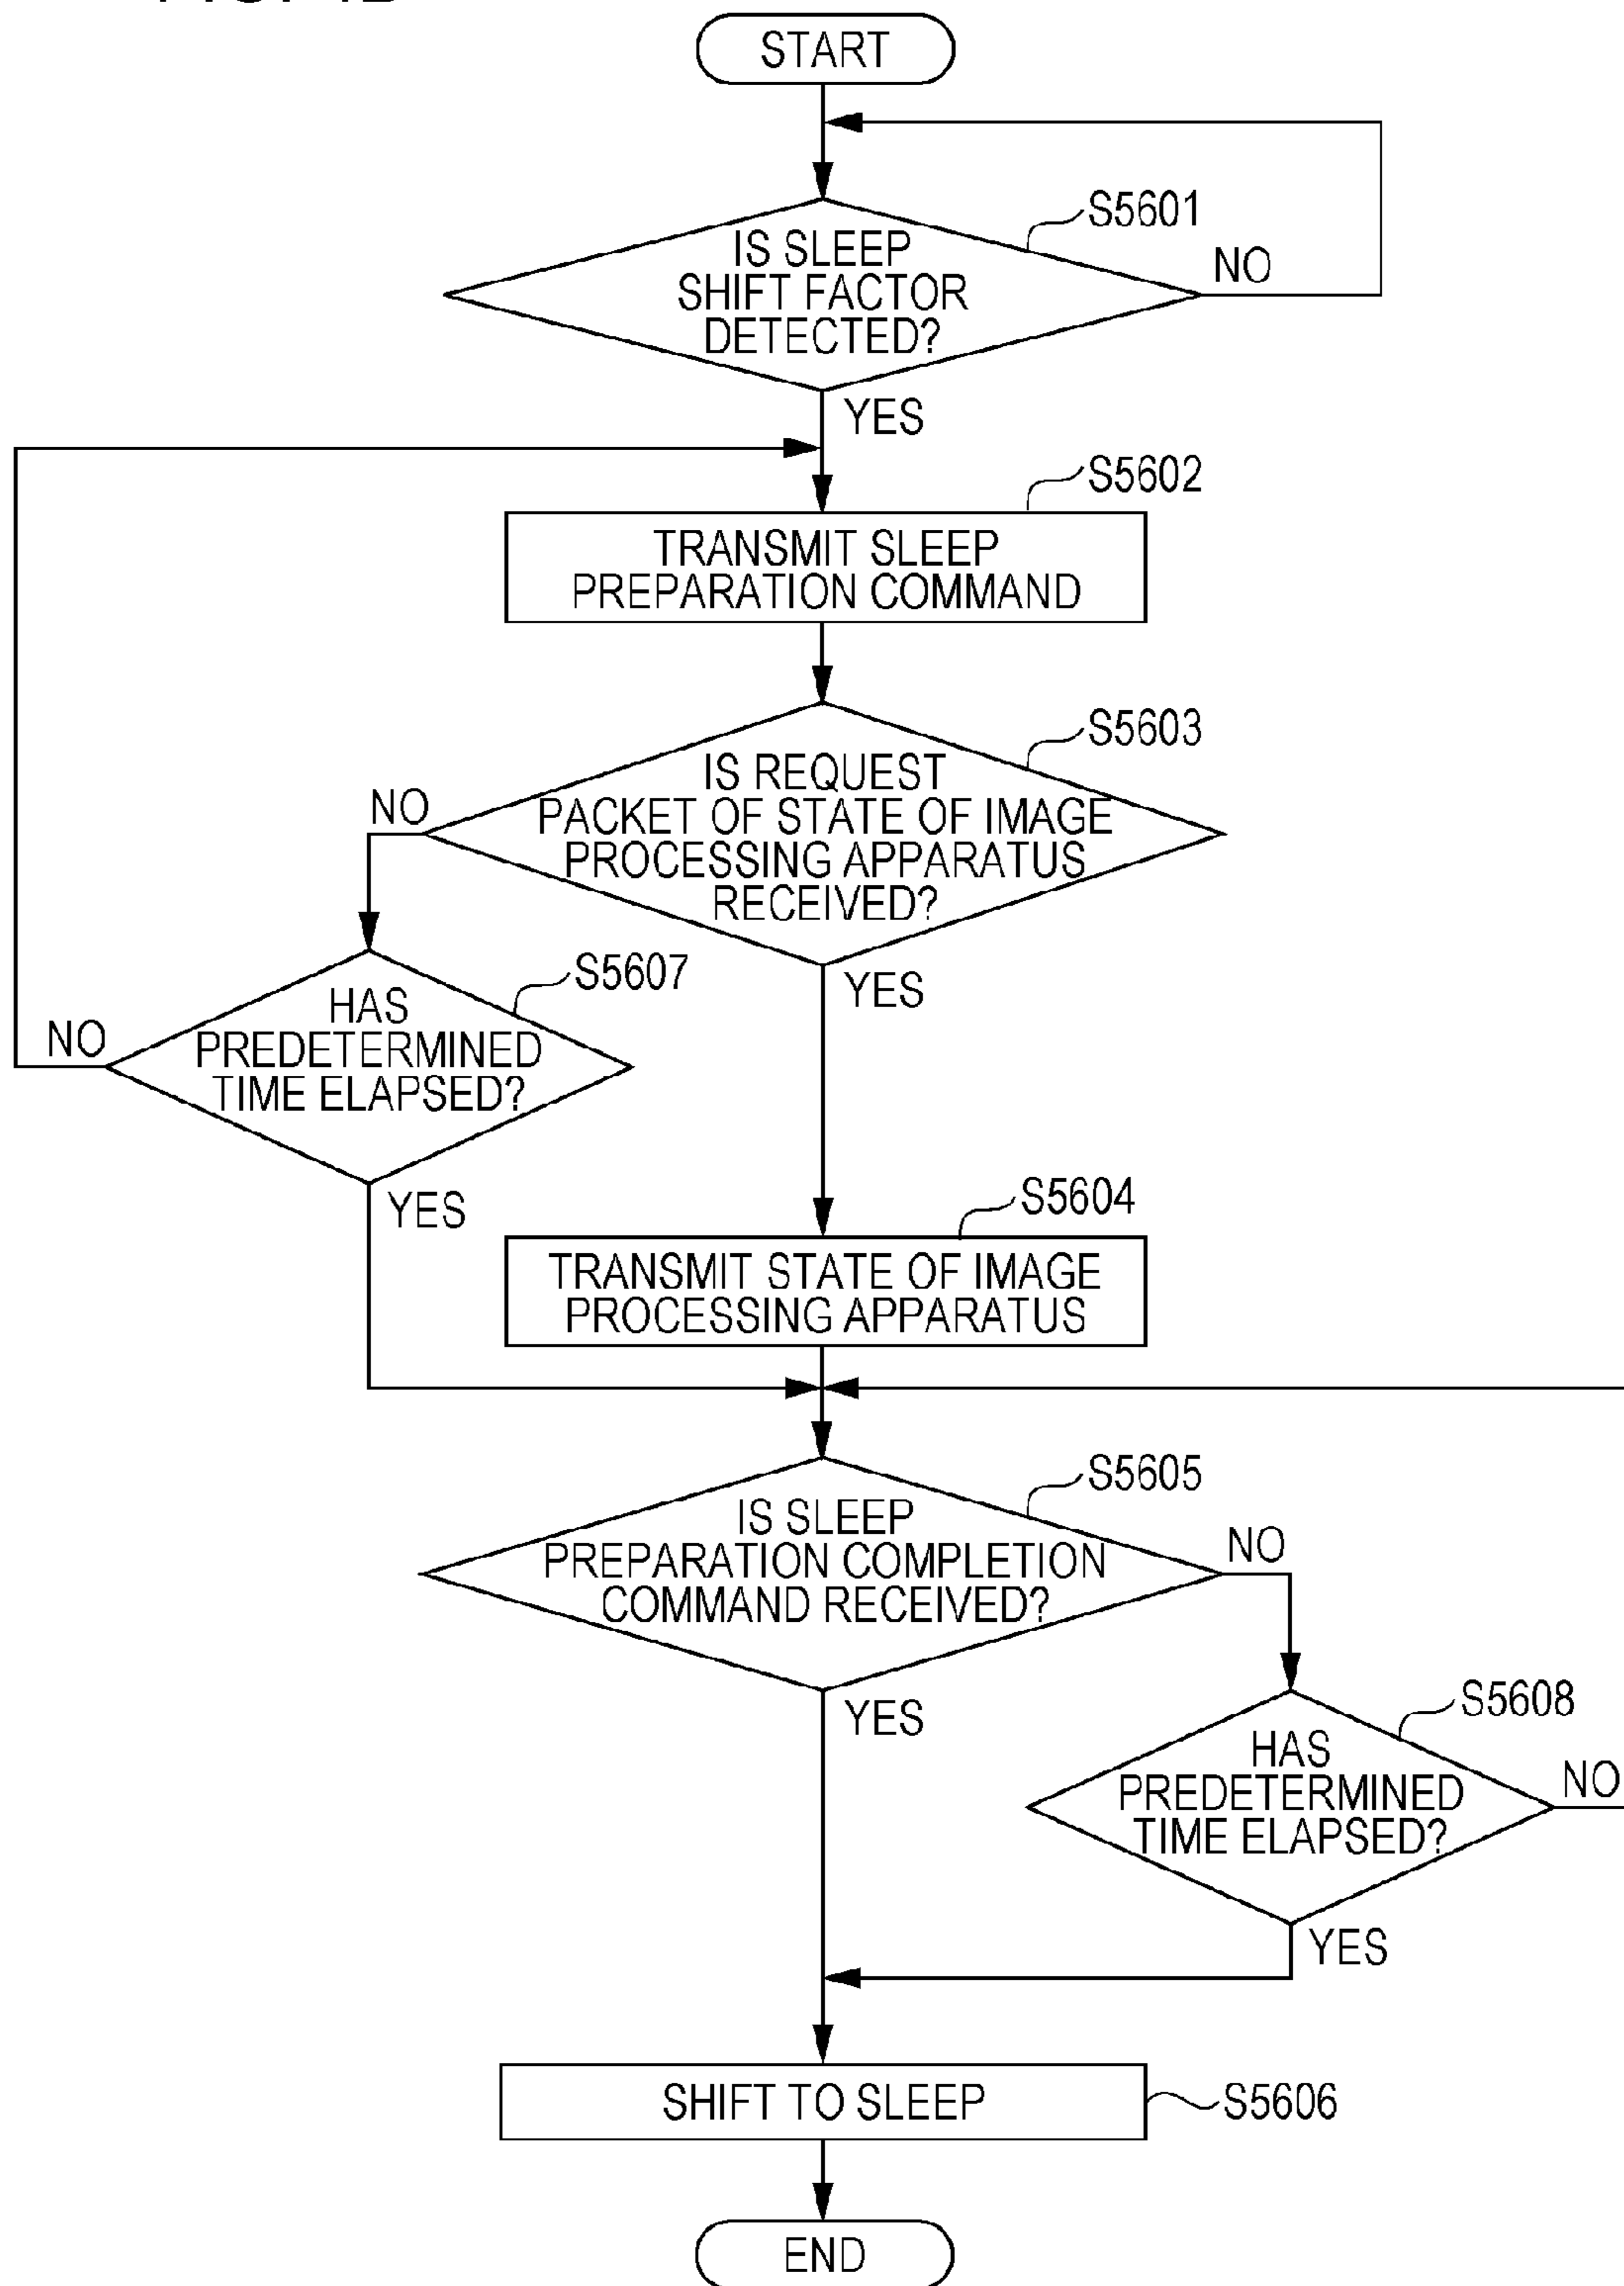 START
S5601
IS SLEEP
SHIFT FACTOR
DETECTED?
NO
YES
S5602
TRANSMIT SLEEP
PREPARATION COMMAND
S5603
IS REQUEST
PACKET OF STATE OF IMAGE
PROCESSING APPARATUS
RECEIVED?
NO
YES
S5607
HAS
PREDETERMINED
TIME ELAPSED?
NO
YES
S5604
TRANSMIT STATE OF IMAGE
PROCESSING APPARATUS
S5605
IS SLEEP
PREPARATION COMPLETION
COMMAND RECEIVED?
NO
YES
S5608
HAS
PREDETERMINED
TIME ELAPSED?
NO
YES
SHIFT TO SLEEP
S5606
END